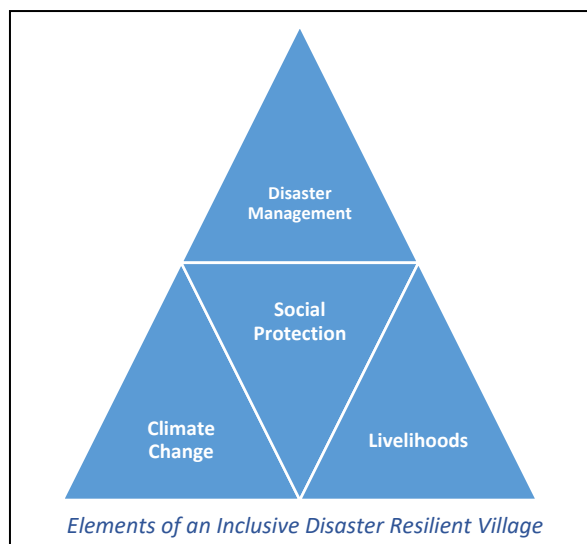 Disaster
Management
Social
Protection
Climate
Change
Livelihoods
Elements of an Inclusive Disaster Resilient Village